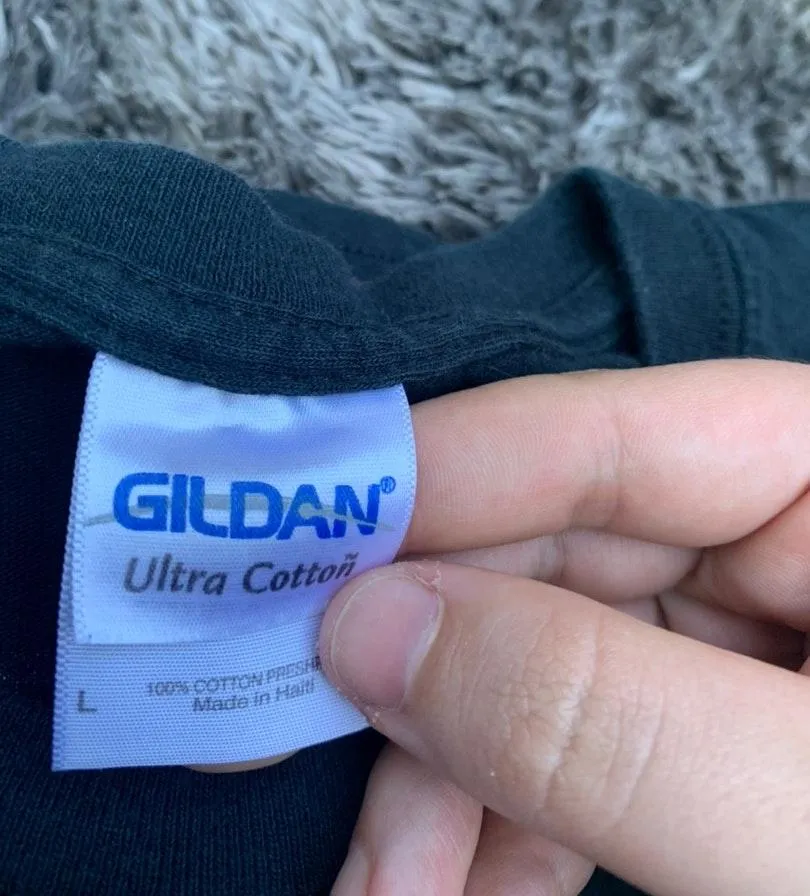 GILDAN®
Ultra Cotton
L
100% COTTON
Made in Haiti